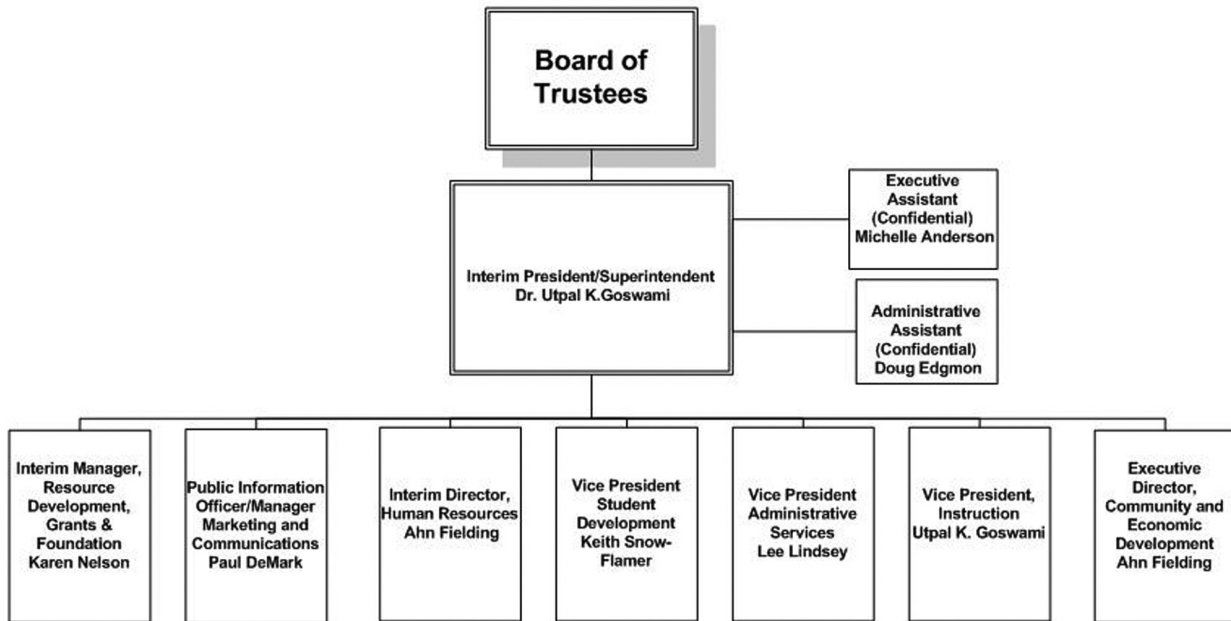 Board of
Trustees
Executive
Assistant
(Confidential)
Michelle Anderson
Interim President/Superintendent
Dr. Utpal K.Goswami
Administrative
Assistant
(Confidential)
Doug Edgmon
Interim Manager,
Resource
Development,
Grants &
Foundation
Karen Nelson
Public Information
Officer/Manager
Marketing and
Communications
Paul DeMark
Interim Director,
Human Resources
Ahn Fielding
Vice President
Student
Development
Keith Snow-
Flamer
Vice President
Administrative
Services
Lee Lindsey
Vice President,
Instruction
Utpal K. Goswami
Executive
Director,
Community and
Economic
Development
Ahn Fielding